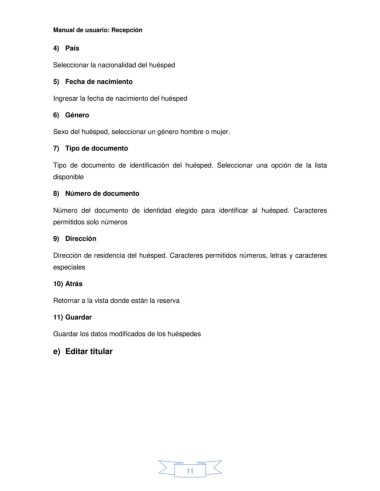 Manual de usuario: Recepción
4) País
Seleccionar la nacionalidad del huésped
5) Fecha de nacimiento
Ingresar la fecha de nacimiento del huésped
6) Género
Sexo del huésped, seleccionar un género hombre o mujer.
7) Tipo de documento
Tipo de documento de identificación del huésped. Seleccionar una opción de la lista
disponible
8) Número de documento
Número del documento de identidad elegido para identificar al huésped. Caracteres
permitidos solo números
9) Dirección
Dirección de residencia del huésped. Caracteres permitidos números, letras y caracteres
especiales
10) Atrás
Retornar a la vista donde están la reserva
11) Guardar
Guardar los datos modificados de los huéspedes
e) Editar titular
11